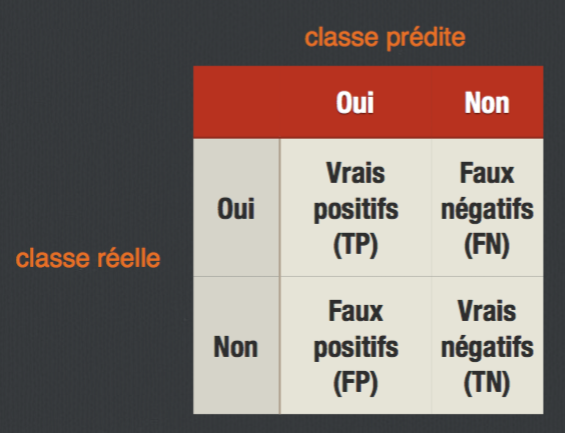 classe prédite
Oui Non
Oui
Vrais
positifs
(TP)
Faux
négatifs
(FN)
classe réelle
Non
Faux
positifs
(FP)
Vrais
négatifs
(TN)